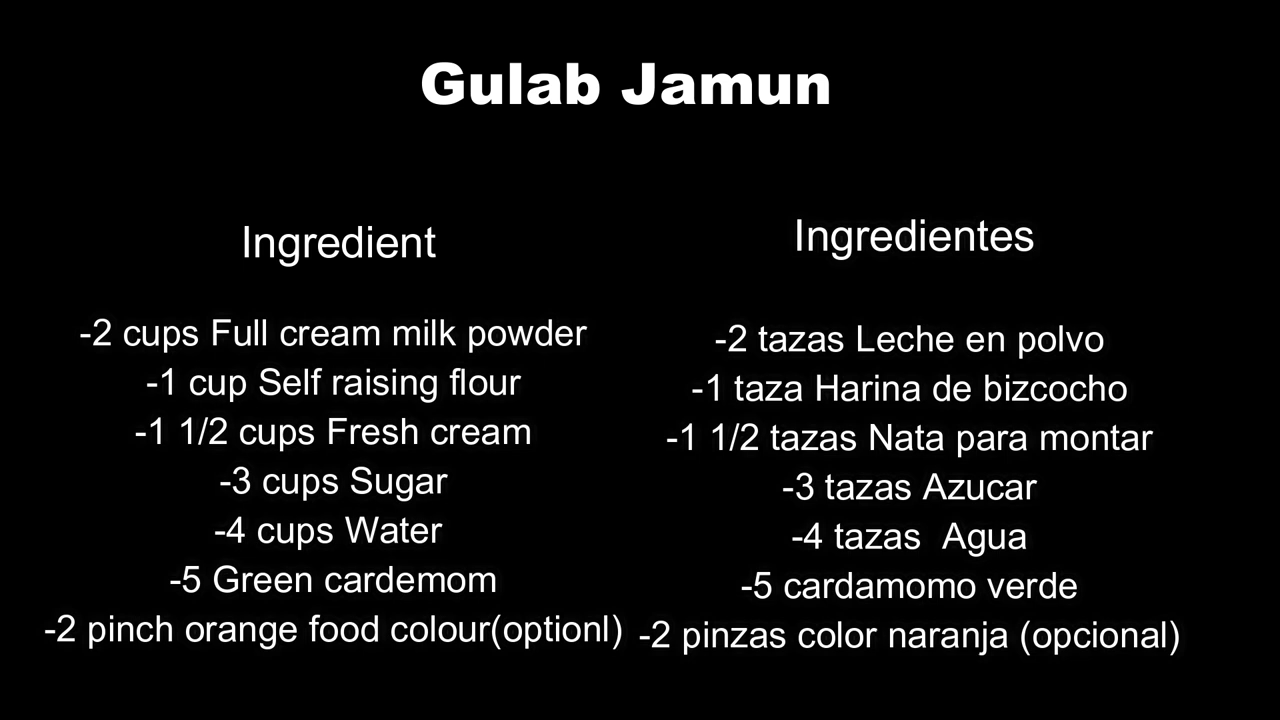 Gulab Jamun
Ingredient
-2 cups Full cream milk powder
-1 cup Self raising flour
-1 1/2 cups Fresh cream
-3 cups Sugar
-4 cups Water
-5 Green cardemom
-2 pinch orange food colour(optionl)
Ingredientes
-2 tazas Leche en polvo
-1 taza Harina de bizcocho
-1 1/2 tazas Nata para montar
-3 tazas Azucar
-4 tazas  Agua
-5 cardamomo verde
-2 pinzas color naranja (opcional)